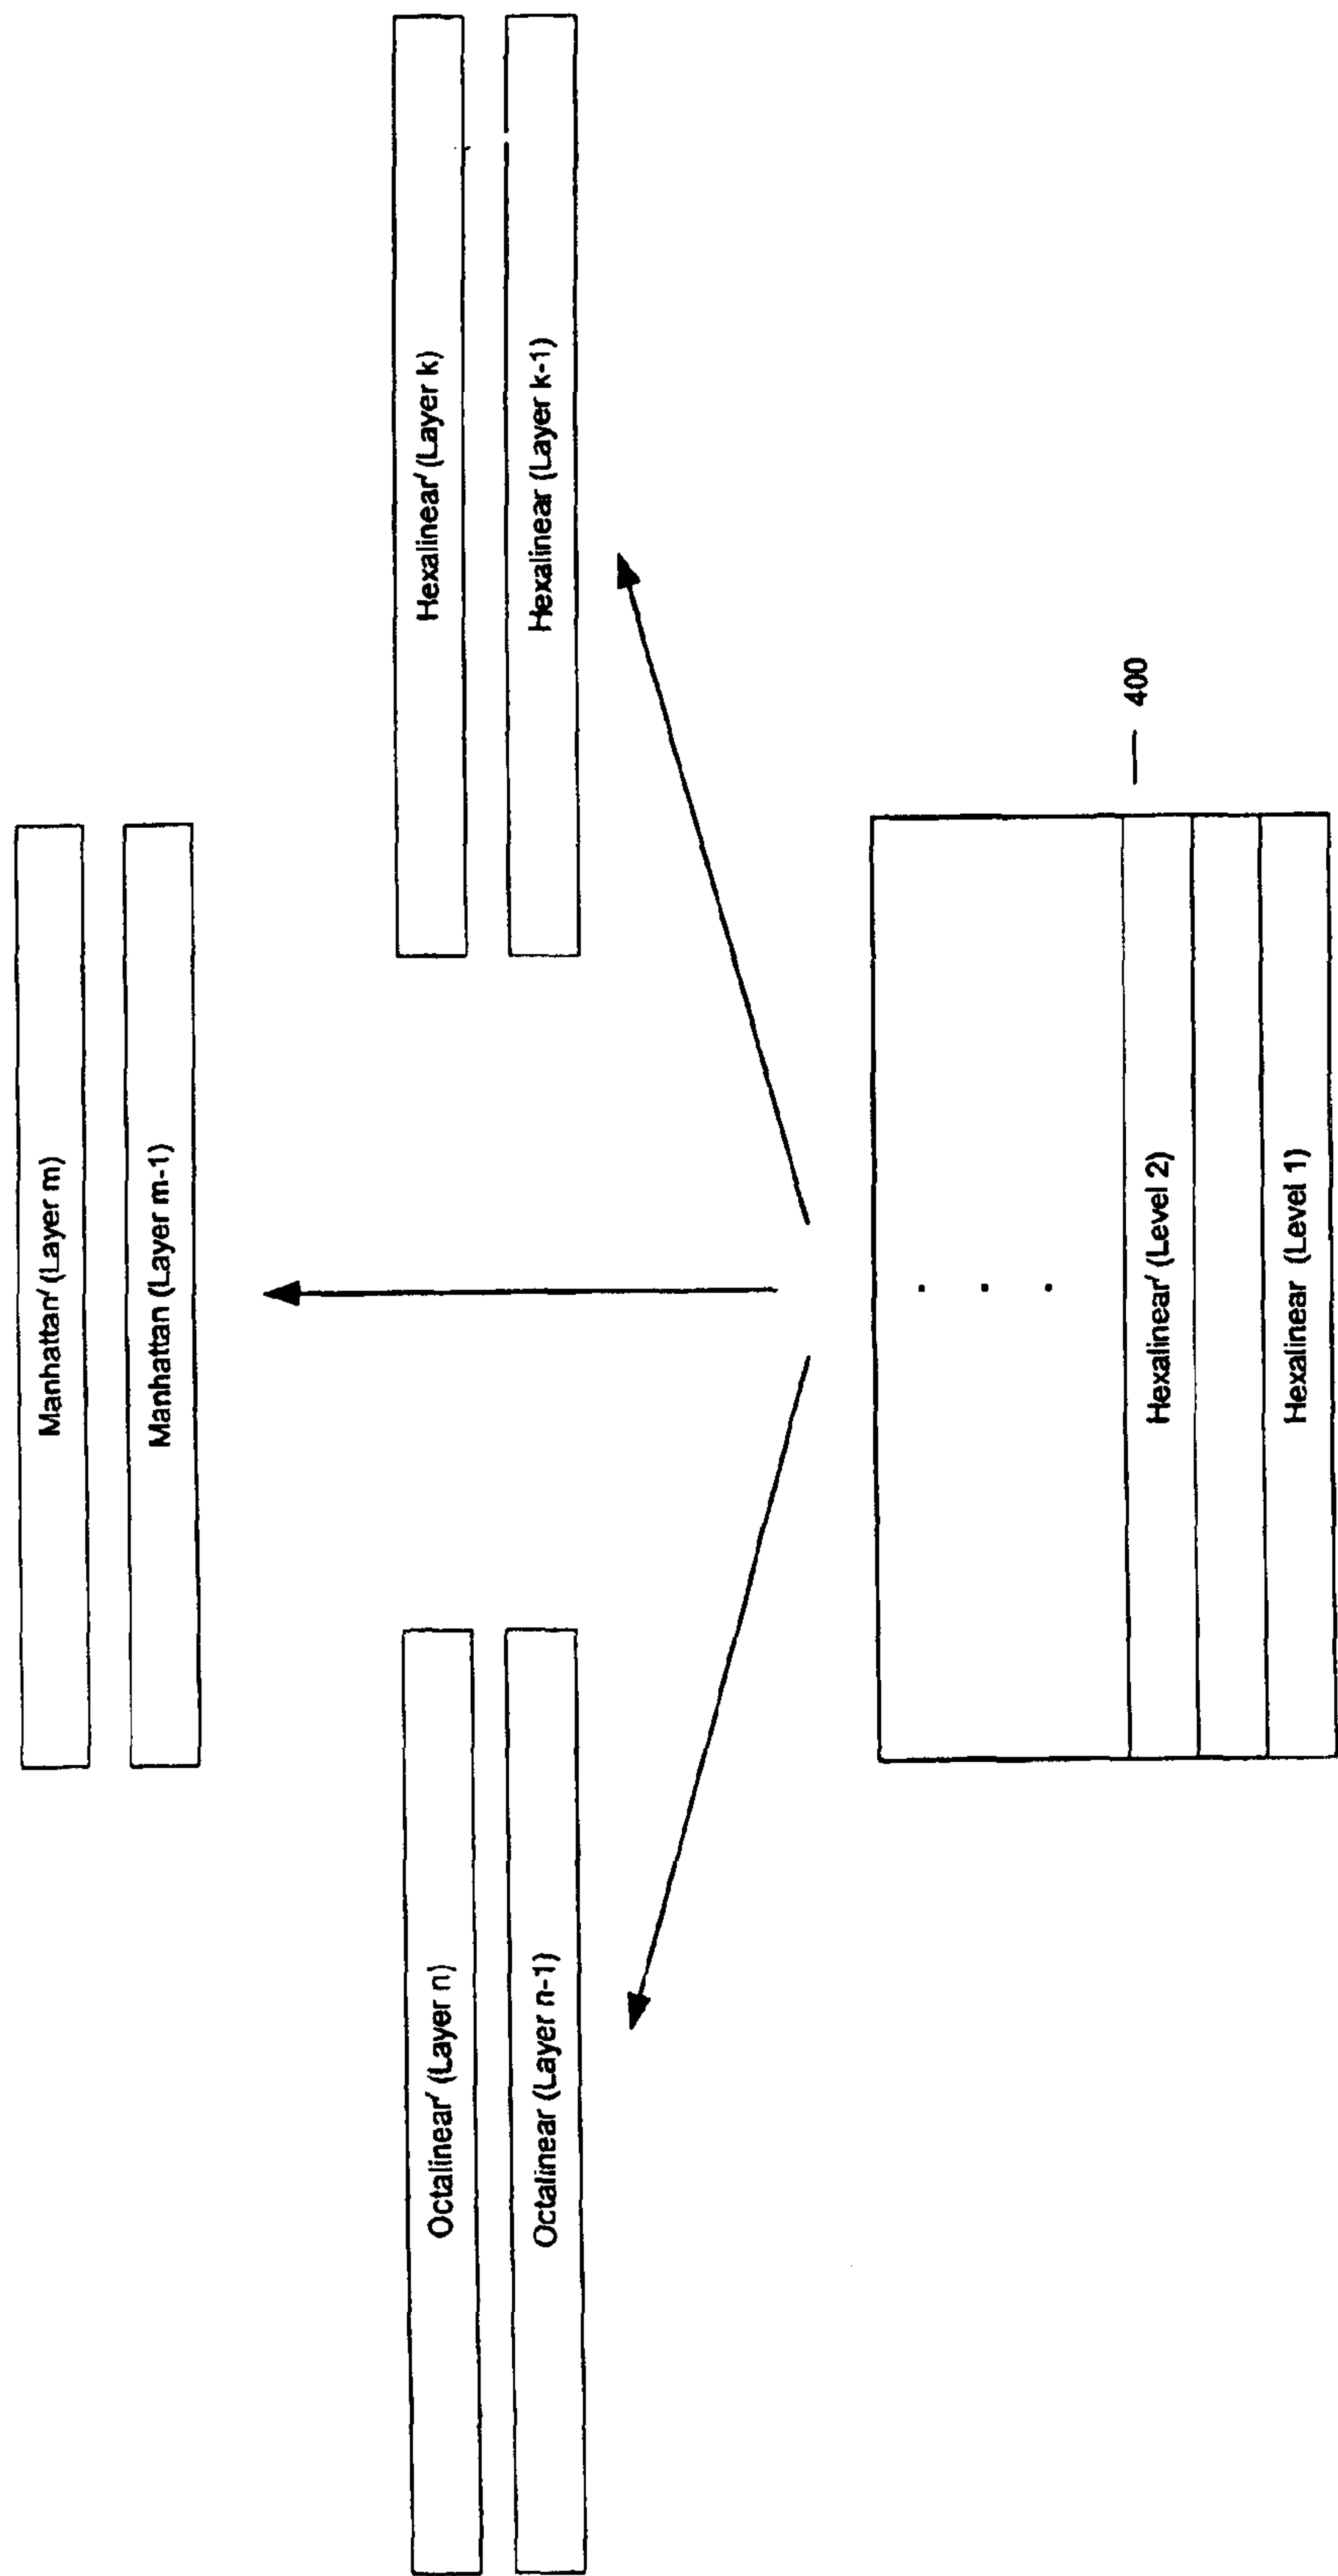 Manhattan' (Layer m)
Manhattan (Layer m-1)
Octalinear' (Layer n)
Octalinear (Layer n-1)
Hexalinear' (Layer k)
Hexalinear (Layer k-1)
400
Hexalinear' (Level 2)
Hexalinear (Level 1)